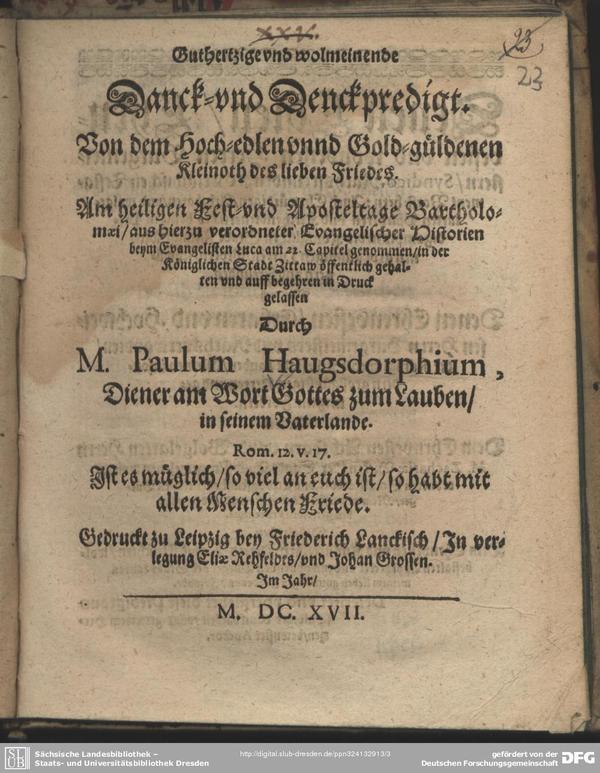 XXV.
23
23
Guthertzige vnd wolmeinende
Danck-vnd Denckpredigt.
Von dem Hoch-edlen vnnd Gold-güldenen
Kleinoth des lieben Friedes.
Am heiligen Fest-vnd Aposteltage Bartholo-
mæi/ aus hierzu verordneter Evangelischer Historien
beym Evangelisten Luca am 22. Capitel genommen/ in der
Königlichen Stadt Zittaw öffentlich gehal-
ten vnd auff begehren in Druck
gelassen
Durch
M. Paulum Haugsdorphium,
Diener am Wort Gottes zum Lauben/
in seinem Vaterlande.
Rom. 12. v. 17.
Ist es müglich/ so viel an euch ist/ so habt mit
allen Menschen Friede.
Gedruckt zu Leipzig bey Friederich Lanckisch/ In ver-
legung Eliæ Rehfeldes/ vnd Johan Grossen.
Im Jahr/
M. DC. XVII.
SLUB
Sächsische Landesbibliothek –
Staats- und Universitätsbibliothek Dresden
http://digital.slub-dresden.de/ppn324132913/3
gefördert von der
Deutschen Forschungsgemeinschaft
DFG